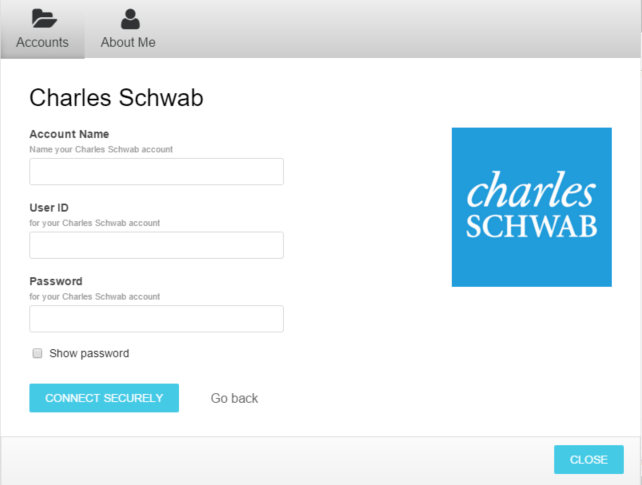 Accounts
About Me
Charles Schwab
Account Name
Name your Charles Schwab account
User ID
for your Charles Schwab account
Password
for your Charles Schwab account
Show password
CONNECT SECURELY
Go back
charles
SCHWAB
CLOSE